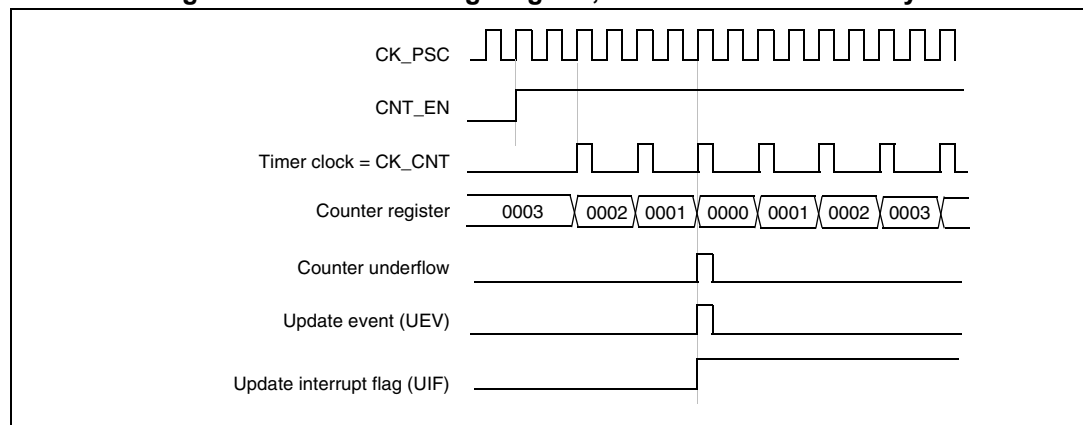 CK_PSC
CNT_EN
Timer clock = CK_CNT
Counter register 0003 0002 0001 0000 0001 0002 0003
Counter underflow
Update event (UEV)
Update interrupt flag (UIF)